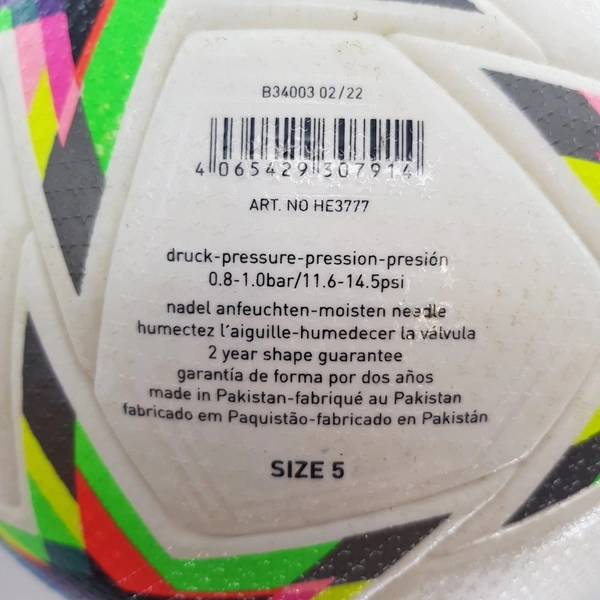 B34003 02/22
4 065429 307914
ART. NO HE3777
druck-pressure-pression-presión
0.8-1.0bar/11.6-14.5psi
nadel anfeuchten-moisten needle
humectez l'aiguille-humedecer la válvula
2 year shape guarantee
garantía de forma por dos años
made in Pakistan-fabriqué au Pakistan
fabricado em Paquistão-fabricado en Pakistán
SIZE 5